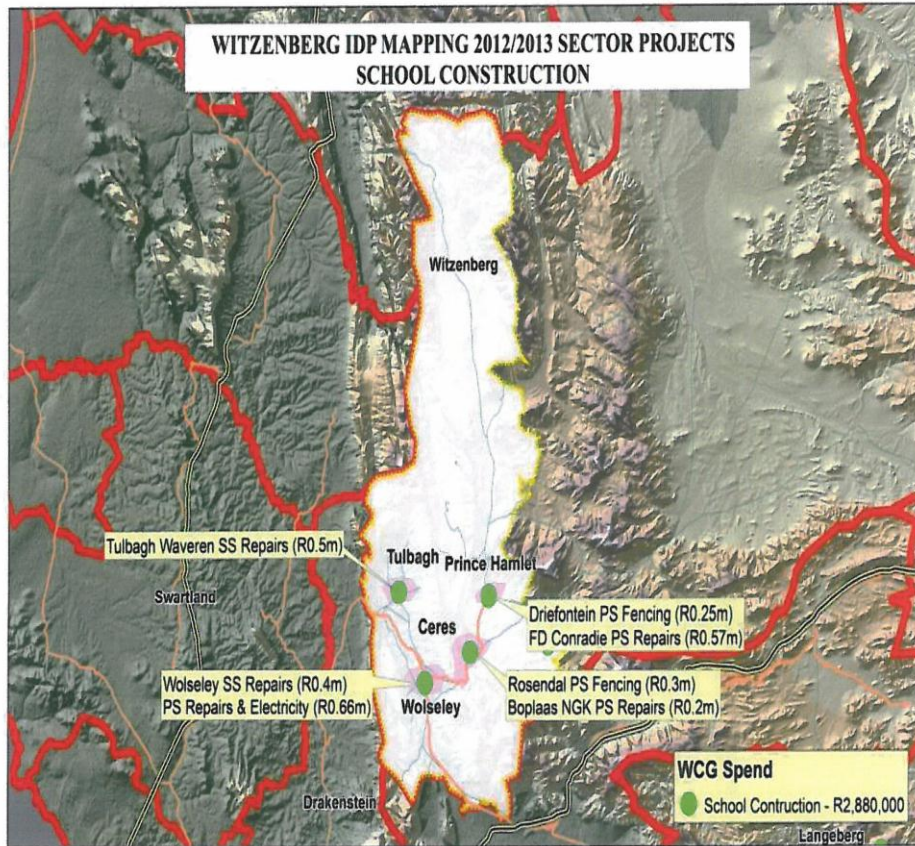 WITZENBERG IDP MAPPING 2012/2013 SECTOR PROJECTS
SCHOOL CONSTRUCTION
Witzenberg
Tulbagh Waveren SS Repairs (R0.5m)
Tulbagh
Prince Hamlet
Swartland
Driefontein PS Fencing (R0.25m)
FD Conradie PS Repairs (R0.57m)
Ceres
Wolseley SS Repairs (R0.4m)
PS Repairs & Electricity (R0.66m)
Wolseley
Rosendal PS Fencing (R0.3m)
Boplaas NGK PS Repairs (R0.2m)
WCG Spend
School Contruction - R2,880,000
Drakenstein
Langeberg